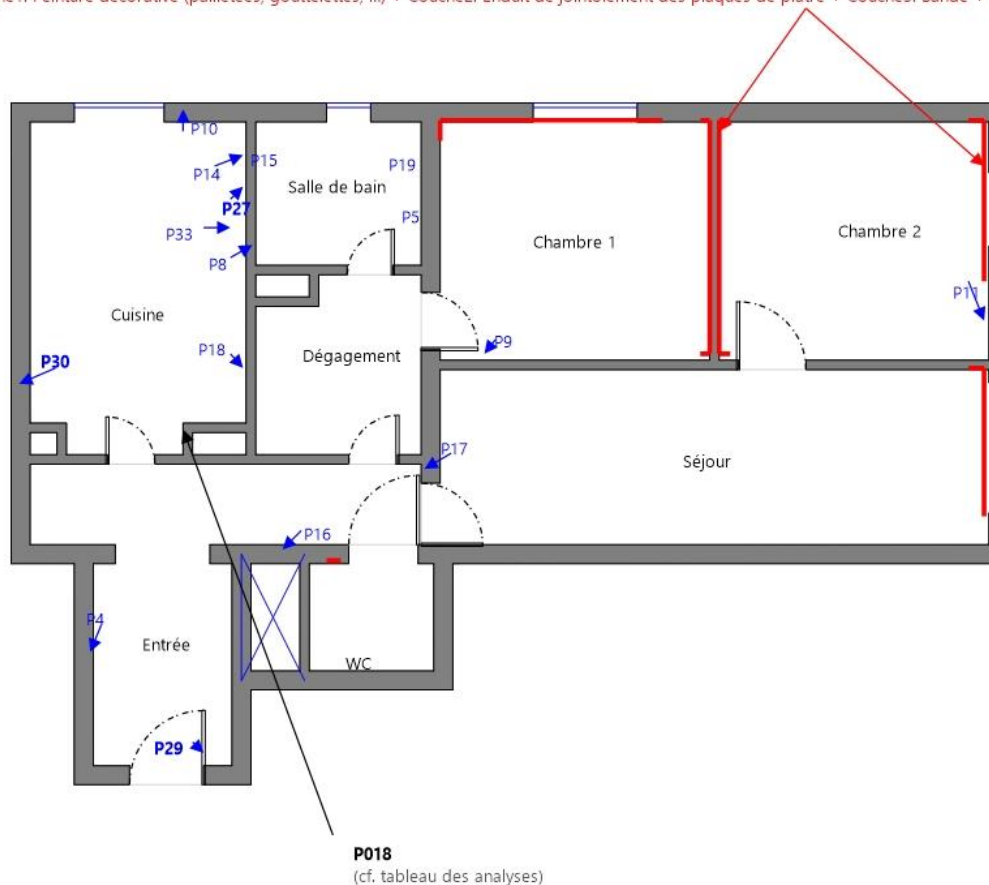 Peinture décorative (pailletées, gouttelettes, ...) + Couche2: Enduit de jointoiement des plaques de plâtre + Couche3: Bande +
P10
P15
P14
P19
Salle de bain
P27
P5
P33
Chambre 1
Chambre 2
P8
P11
Cuisine
P18
P9
P30
Dégagement
P17
Séjour
P16
P4
Entrée
WC
P29
P018
(cf. tableau des analyses)